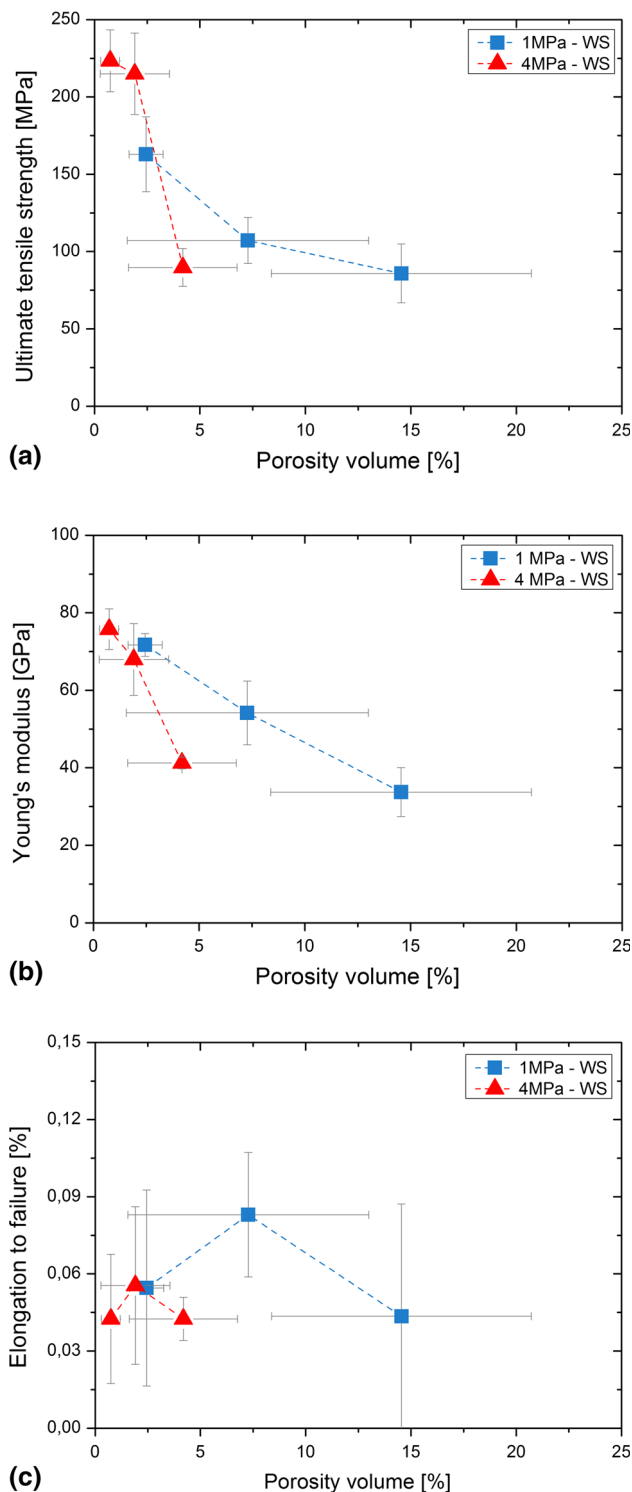 250
200
150
100
50
0
Ultimate tensile strength [MPa]
1MPa - WS
4MPa - WS
0 5 10 15 20 25
Porosity volume [%]
(a)
100
80
60
40
20
0
Young's modulus [GPa]
1 MPa - WS
4 MPa - WS
0 5 10 15 20 25
Porosity volume [%]
(b)
0,15
0,12
0,09
0,06
0,03
0,00
Elongation to failure [%]
1MPa - WS
4MPa - WS
0 5 10 15 20 25
Porosity volume [%]
(c)